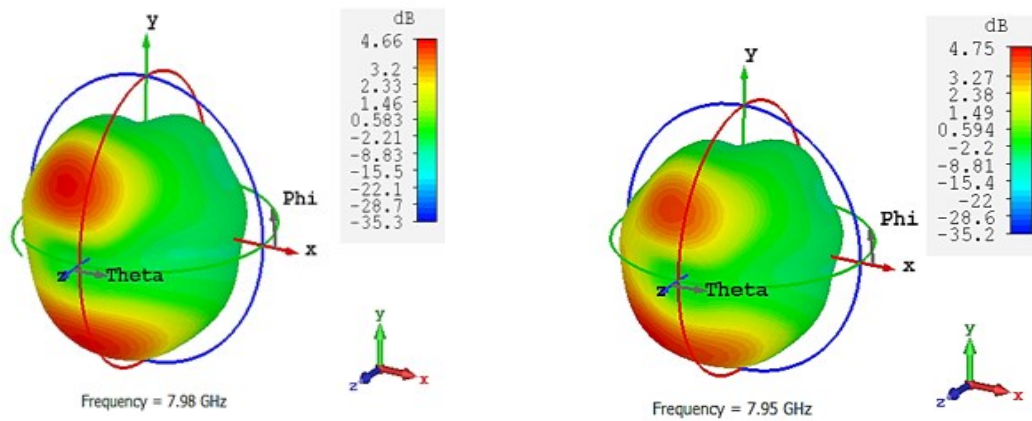 dB
4.66
3.2
2.33
1.46
0.583
-2.21
-8.83
-15.5
-22.1
-28.7
-35.3
y
Phi
x
z
Theta
y
x
z
Frequency = 7.98 GHz
dB
4.75
3.27
2.38
1.49
0.594
-2.2
-8.81
-15.4
-22
-28.6
-35.2
y
Phi
x
z
Theta
y
x
z
Frequency = 7.95 GHz